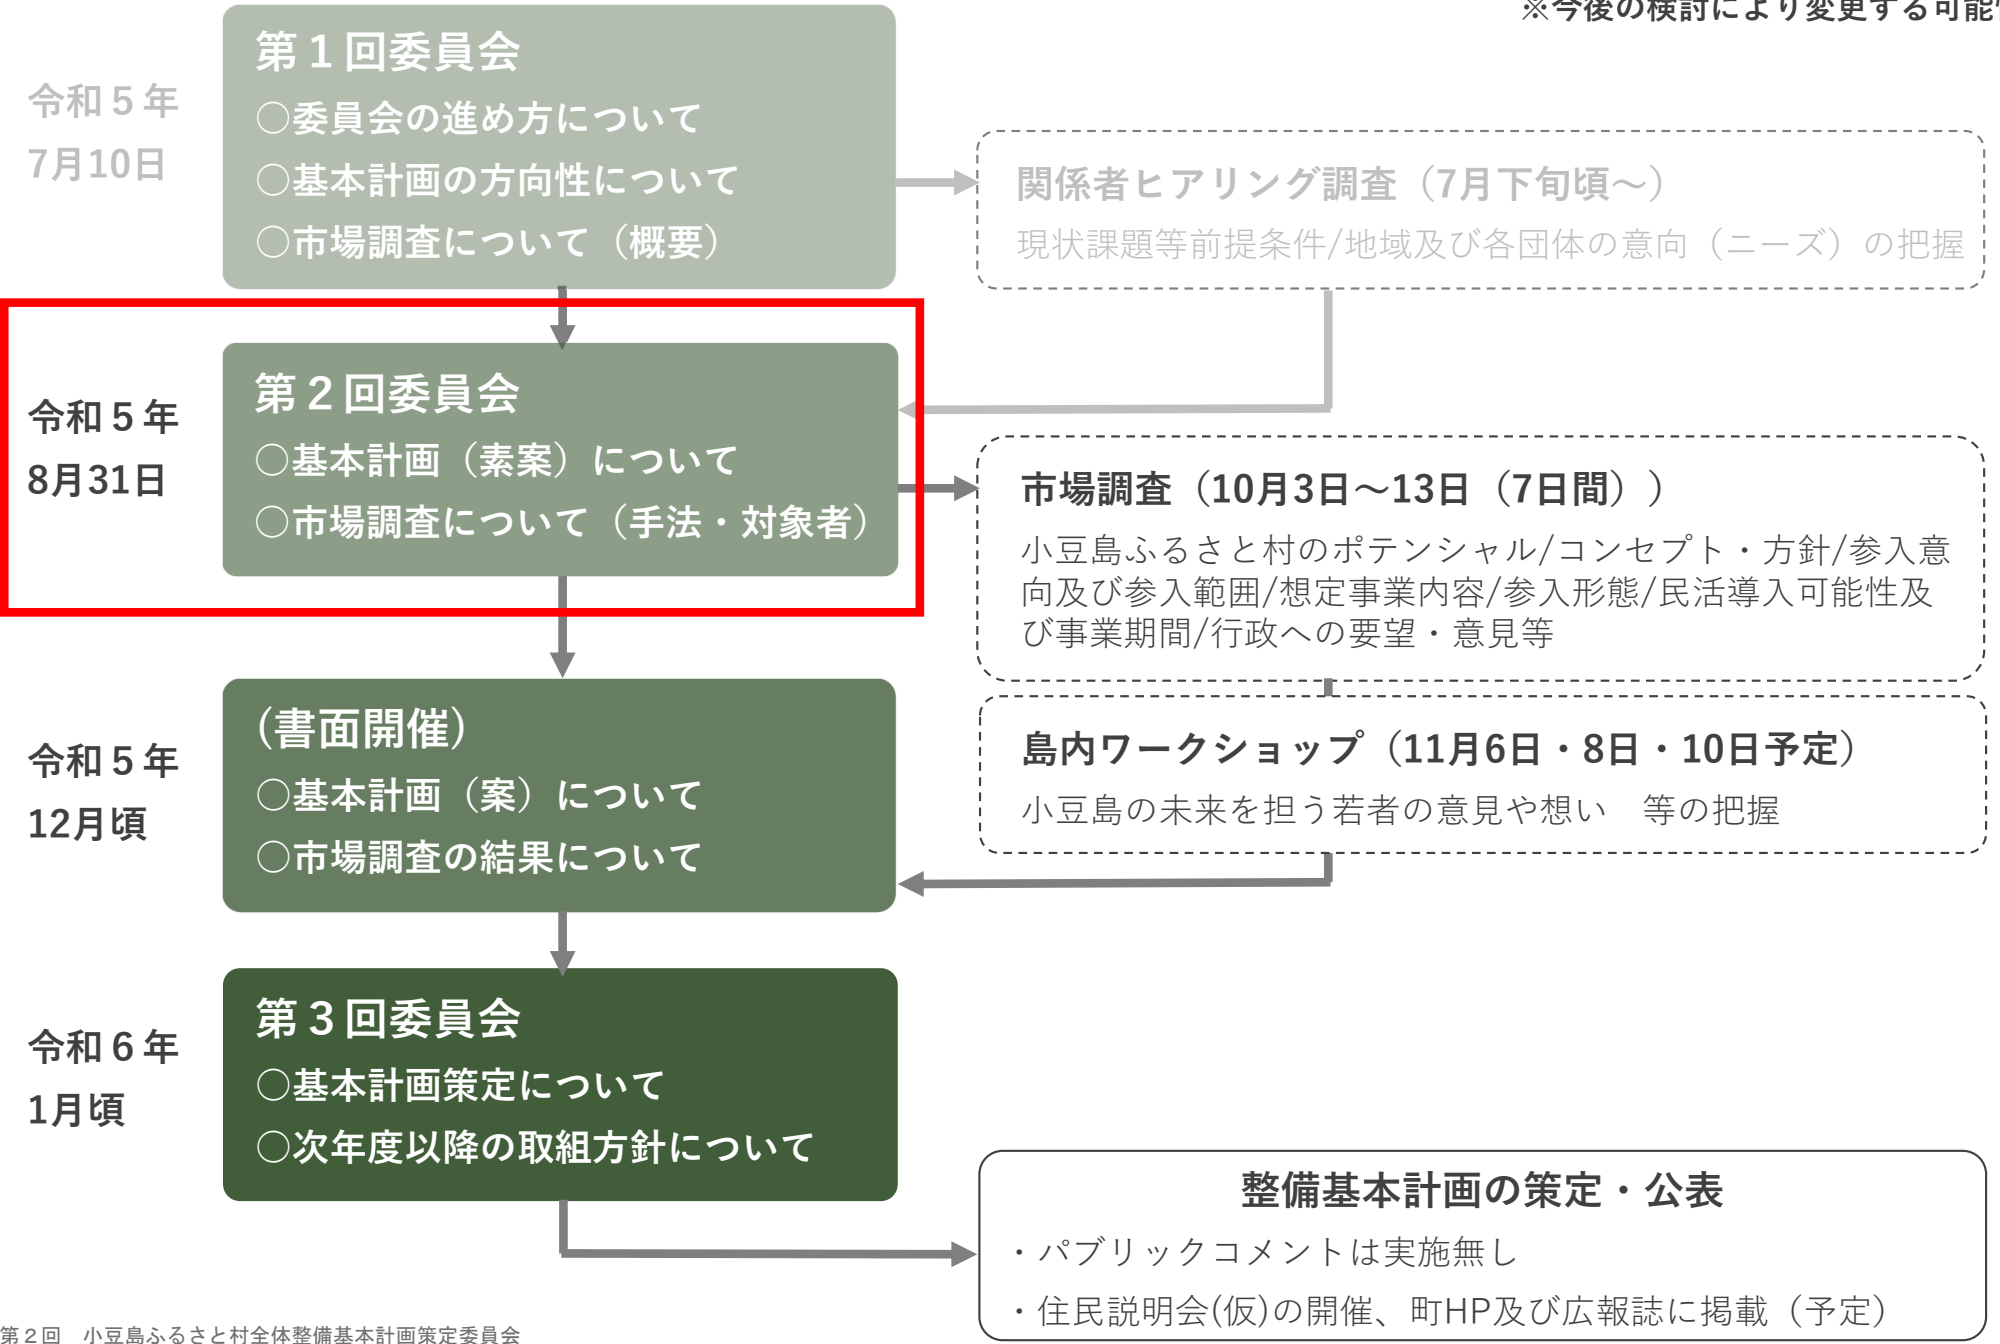 ※今後の検討により変更する可能
令和５年
7月10日
第１回委員会
○委員会の進め方について
○基本計画の方向性について
○市場調査について（概要）
関係者ヒアリング調査（7月下旬頃～）
現状課題等前提条件/地域及び各団体の意向（ニーズ）の把握
令和５年
8月31日
第２回委員会
○基本計画（素案）について
○市場調査について（手法・対象者）
市場調査（10月3日～13日（7日間））
小豆島ふるさと村のポテンシャル/コンセプト・方針/参入意
向及び参入範囲/想定事業内容/参入形態/民活導入可能性及
び事業期間/行政への要望・意見等
島内ワークショップ（11月6日・8日・10日予定）
小豆島の未来を担う若者の意見や想い　等の把握
令和５年
12月頃
(書面開催)
○基本計画（案）について
○市場調査の結果について
令和６年
1月頃
第３回委員会
○基本計画策定について
○次年度以降の取組方針について
整備基本計画の策定・公表
・パブリックコメントは実施無し
・住民説明会(仮)の開催、町HP及び広報誌に掲載（予定）
第２回　小豆島ふるさと村全体整備基本計画策定委員会